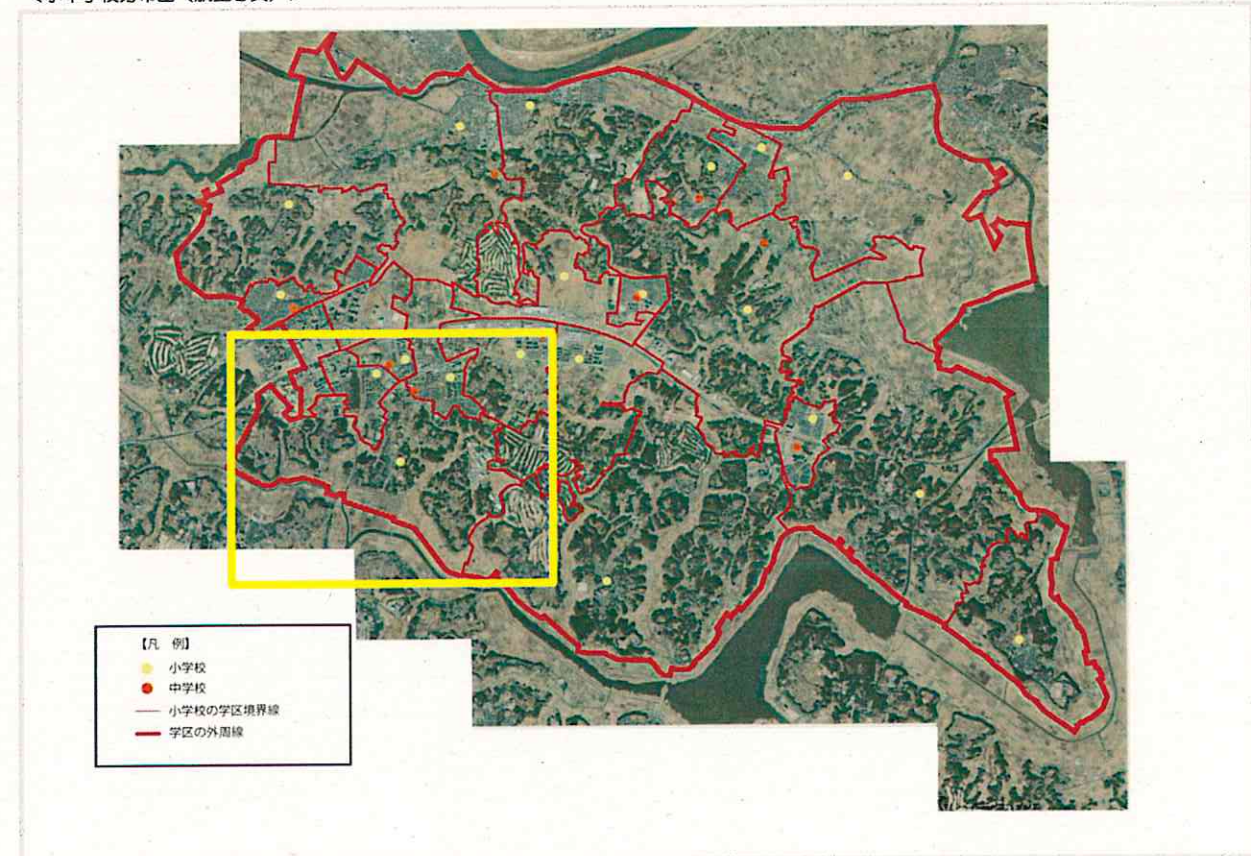 【凡 例】
小学校
中学校
小学校の学区境界線
学区の外周線